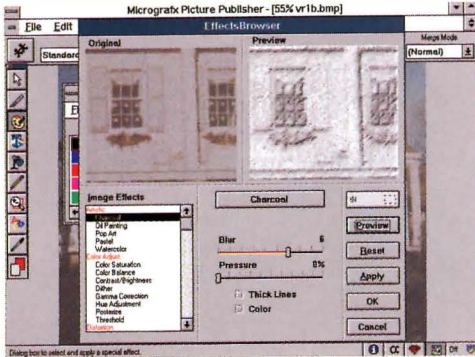 Micrografx Picture Publisher - [55% vr1b.bmp]
File Edit
EffectsBrowser
Standard
Original
Preview
Merge Mode
(Normal)
Image Effects
Artistic
Charcoal
Oil Painting
Pop Art
Pastel
Watercolor
Color Adjust
Color Saturation
Color Balance
Contrast/Brightness
Dither
Gamma Correction
Hue Adjustment
Posterize
Threshold
Distortion
Charcoal
Blur 6
Pressure 8%
Thick Lines
Color
Preview
Reset
Apply
OK
Cancel
Dialog box to select and apply a special effect.
Off